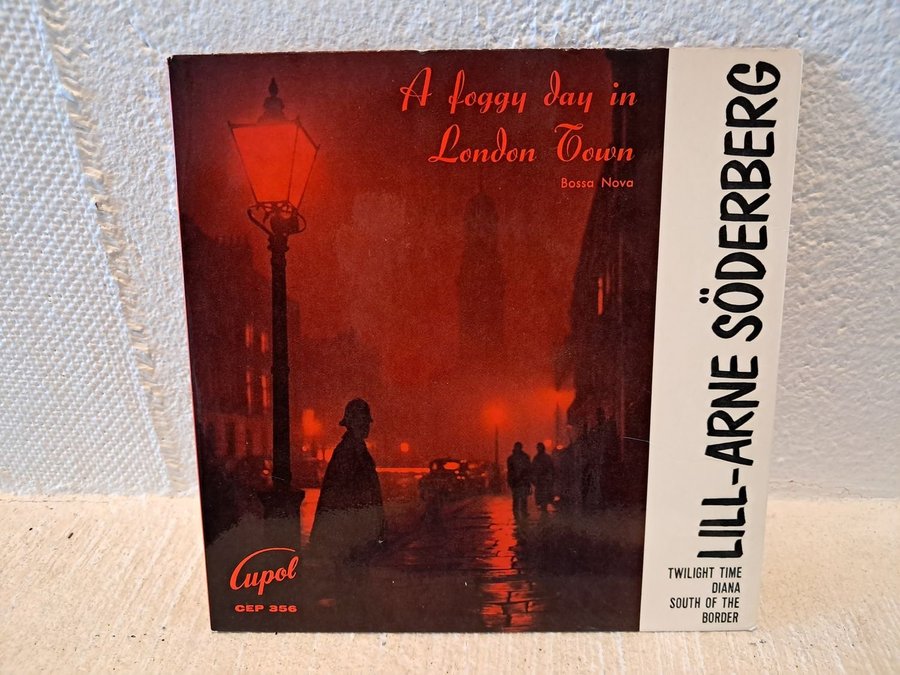 A foggy day in
London Town
Bossa Nova
LILL-ARNE SÖDERBERG
TWILIGHT TIME
DIANA
SOUTH OF THE
BORDER
Cupol
CEP 356